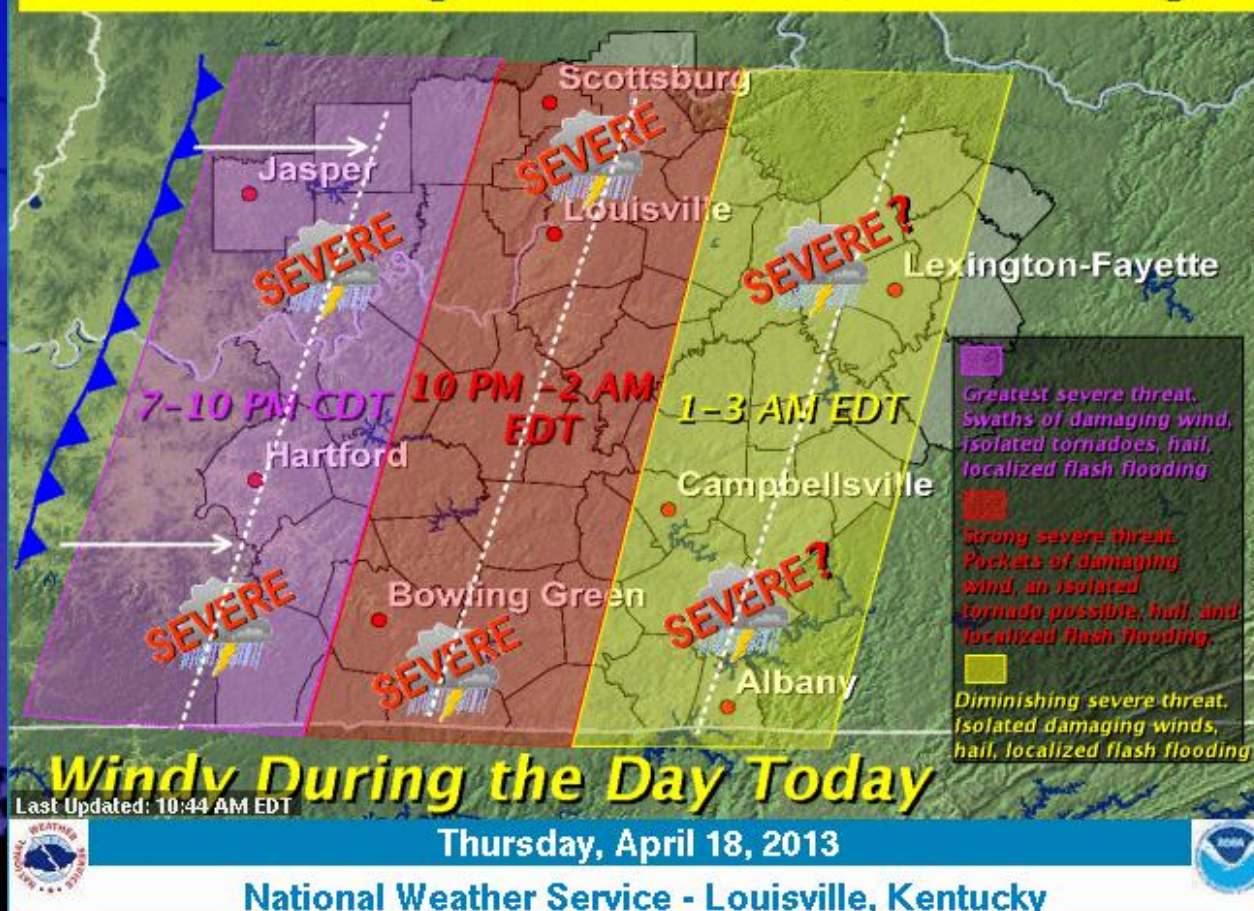 Scottsburg
Jasper
SEVERE
Louisville
SEVERE
SEVERE?
Lexington-Fayette
7-10 PM CDT
10 PM -2 AM
EDT
1-3 AM EDT
Greatest severe threat.
Swaths of damaging wind,
isolated tornadoes, hail,
localized flash flooding
Hartford
Campbellsville
Strong severe threat.
Pockets of damaging
wind, an isolated
tornado possible, hail, and
localized flash flooding.
SEVERE
Bowling Green
SEVERE
SEVERE?
Albany
Diminishing severe threat.
Isolated damaging winds,
hail, localized flash flooding
Windy During the Day Today
Last Updated: 10:44 AM EDT
Thursday, April 18, 2013
National Weather Service - Louisville, Kentucky
NATIONAL WEATHER SERVICE
NOAA